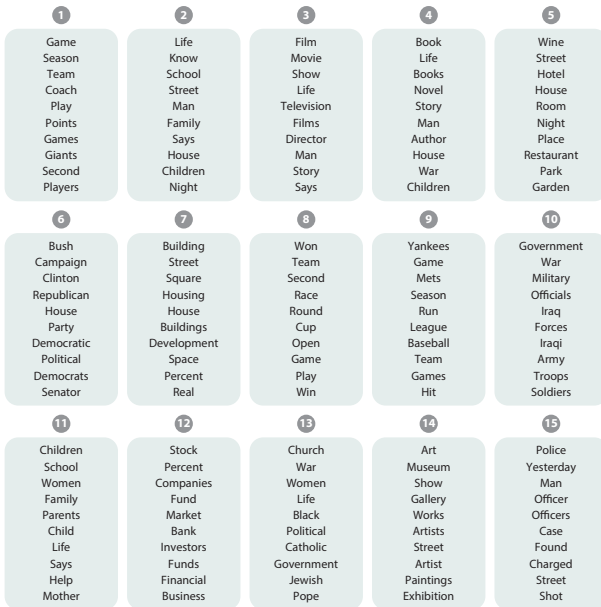 1
Game
Season
Team
Coach
Play
Points
Games
Giants
Second
Players
2
Life
Know
School
Street
Man
Family
Says
House
Children
Night
3
Film
Movie
Show
Life
Television
Films
Director
Man
Story
Says
4
Book
Life
Books
Novel
Story
Man
Author
House
War
Children
5
Wine
Street
Hotel
House
Room
Night
Place
Restaurant
Park
Garden
6
Bush
Campaign
Clinton
Republican
House
Party
Democratic
Political
Democrats
Senator
7
Building
Street
Square
Housing
House
Buildings
Development
Space
Percent
Real
8
Won
Team
Second
Race
Round
Cup
Open
Game
Play
Win
9
Yankees
Game
Mets
Season
Run
League
Baseball
Team
Games
Hit
10
Government
War
Military
Officials
Iraq
Forces
Iraqi
Army
Troops
Soldiers
11
Children
School
Women
Family
Parents
Child
Life
Says
Help
Mother
12
Stock
Percent
Companies
Fund
Market
Bank
Investors
Funds
Financial
Business
13
Church
War
Women
Life
Black
Political
Catholic
Government
Jewish
Pope
14
Art
Museum
Show
Gallery
Works
Artists
Street
Artist
Paintings
Exhibition
15
Police
Yesterday
Man
Officer
Officers
Case
Found
Charged
Street
Shot